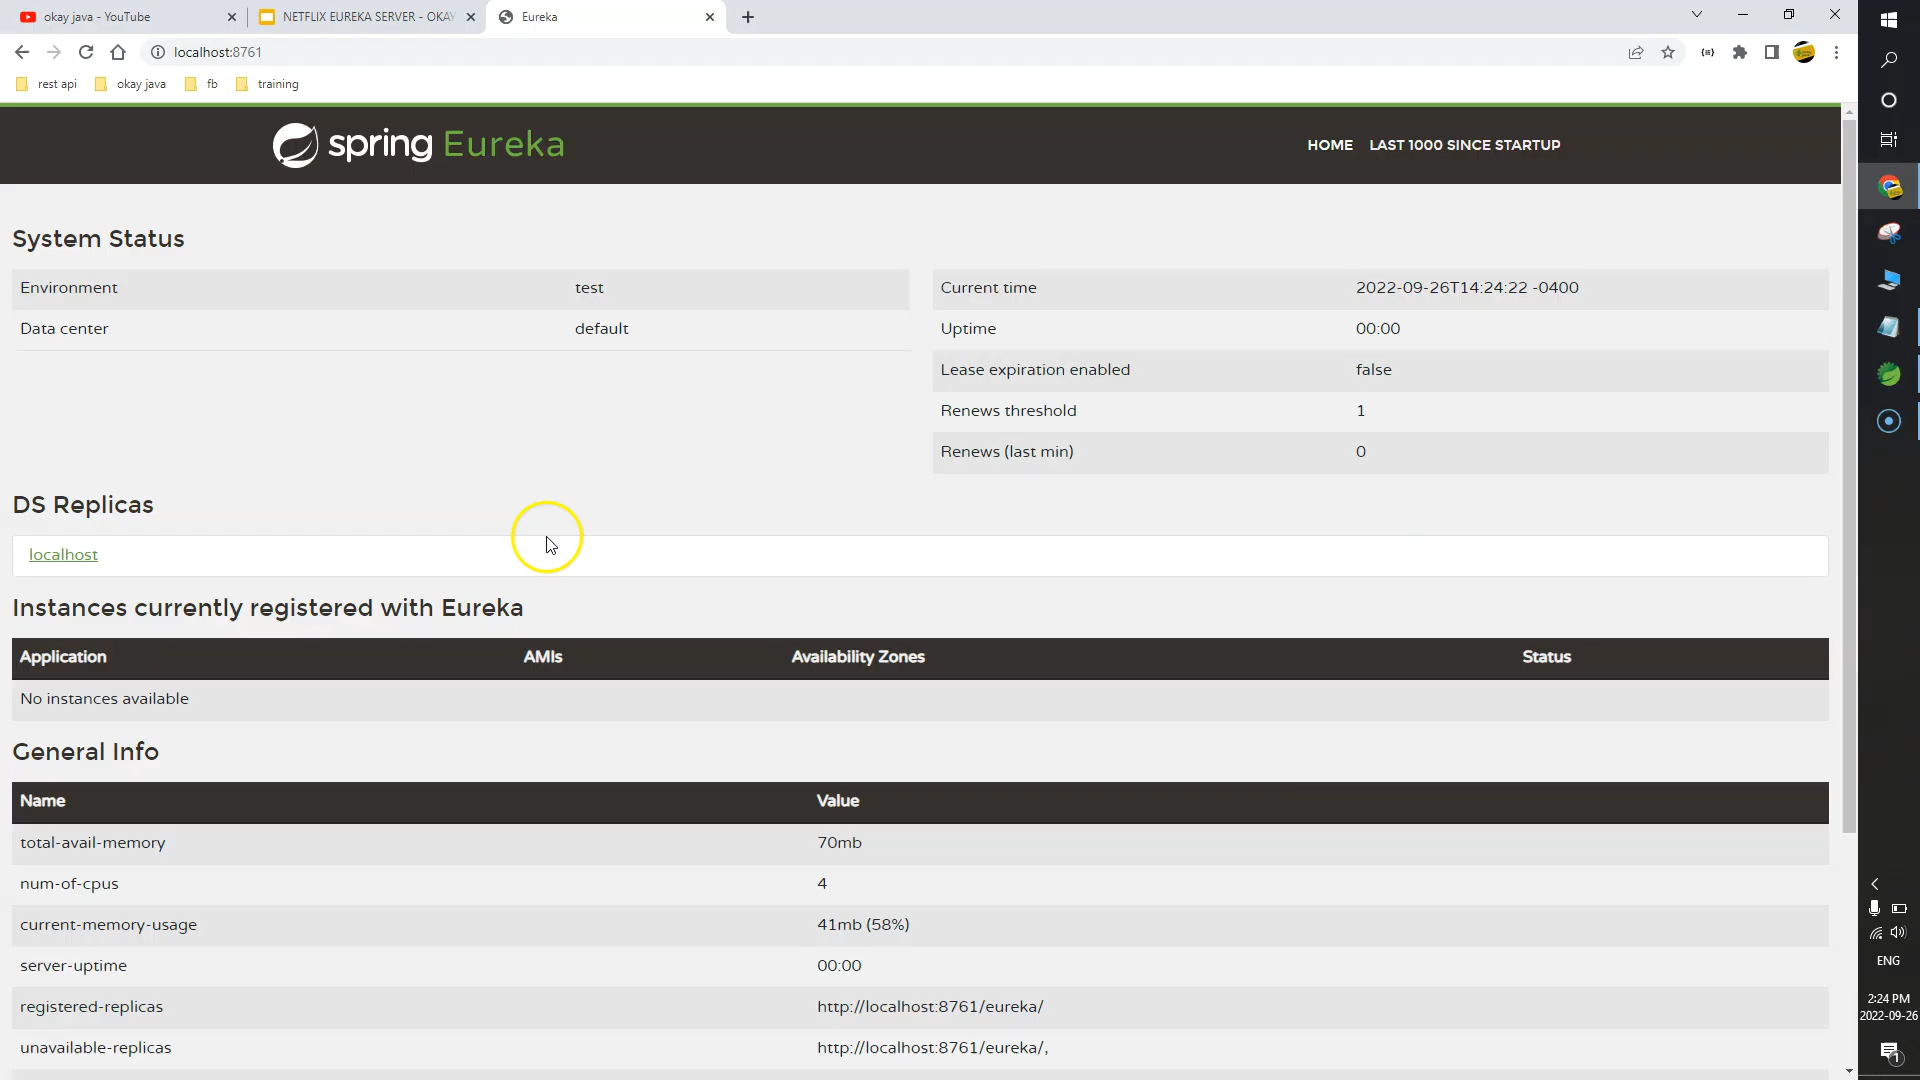 okay java - YouTube
NETFLIX EUREKA SERVER - OKAY
Eureka
localhost:8761
rest api
okay java
fb
training
spring Eureka
HOME LAST 1000 SINCE STARTUP
System Status
Environment test
Data center default
Current time 2022-09-26T14:24:22 -0400
Uptime 00:00
Lease expiration enabled false
Renews threshold 1
Renews (last min) 0
DS Replicas
localhost
Instances currently registered with Eureka
Application AMIs Availability Zones Status
No instances available
General Info
Name Value
total-avail-memory 70mb
num-of-cpus 4
current-memory-usage 41mb (58%)
server-uptime 00:00
registered-replicas http://localhost:8761/eureka/
unavailable-replicas http://localhost:8761/eureka/,
ENG
2:24 PM
2022-09-26
1